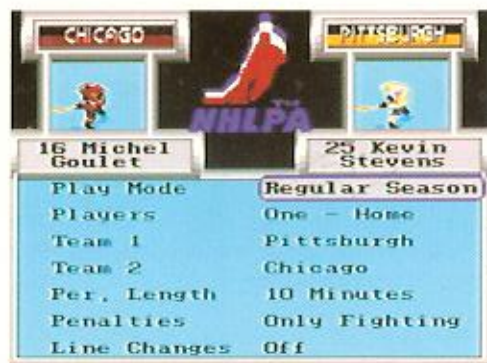 CHICAGO
PITTSBURGH
TM
NHLPA
16 Michel
Goulet
25 Kevin
Stevens
Play Mode Regular Season
Players One - Home
Team 1 Pittsburgh
Team 2 Chicago
Per. Length 10 Minutes
Penalties Only Fighting
Line Changes Off